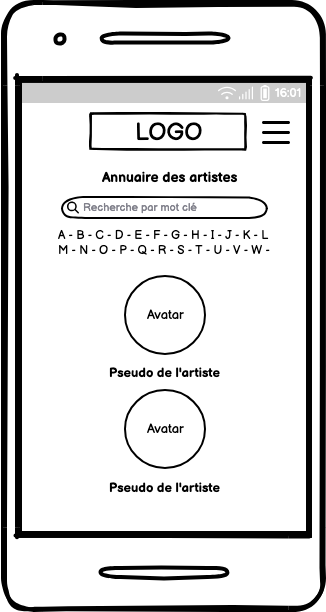 16:01
LOGO
Annuaire des artistes
Recherche par mot clé
A - B - C - D - E - F - G - H - I - J - K - L
M - N - O - P - Q - R - S - T - U - V - W -
Avatar
Pseudo de l'artiste
Avatar
Pseudo de l'artiste